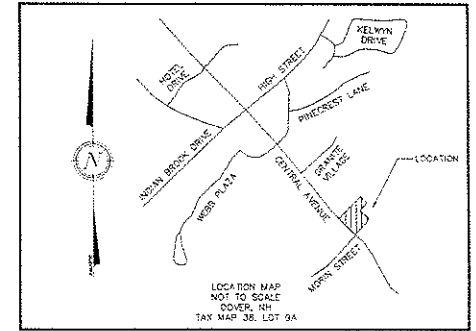 KELWYN
DRIVE
HOTEL
DRIVE
HIGH STREET
PINECREST LANE
INDIAN BROOK DRIVE
GRANITE
VILLAGE
LOCATION
WEBB PLAZA
CENTRAL AVENUE
N
MORIN STREET
LOCATION MAP
NOT TO SCALE
DOVER, NH
TAX MAP 38, LOT 9A